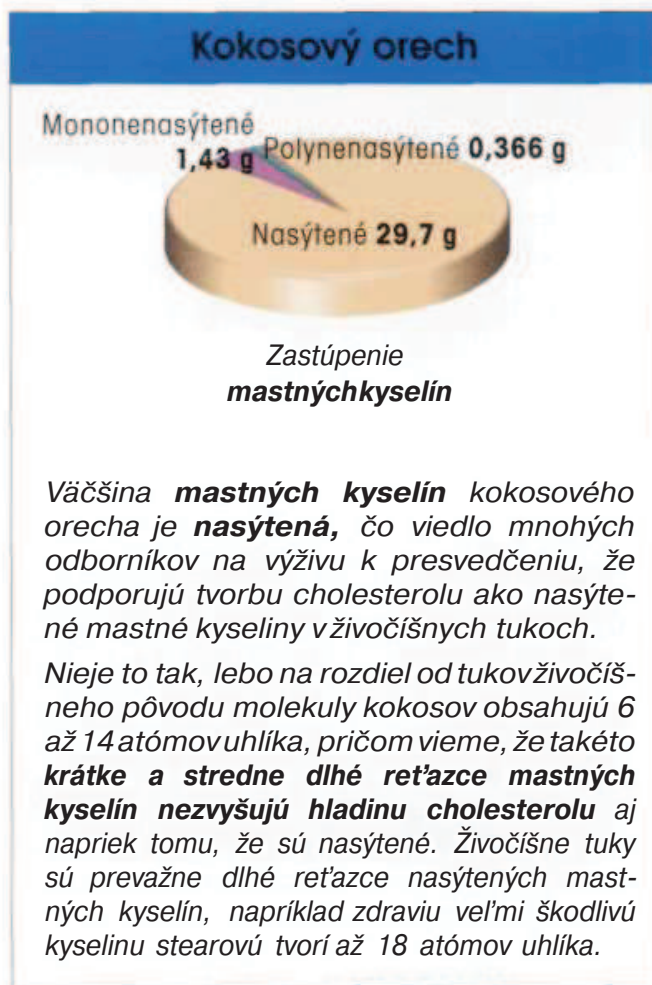 Kokosový orech
Mononenasýtené
1,43 g Polynenasýtené 0,366 g
Nasýtené 29,7 g
Zastúpenie
mastnýchkyselín
Väčšina mastných kyselín kokosového
orecha je nasýtená, čo viedlo mnohých
odborníkov na výživu k presvedčeniu, že
podporujú tvorbu cholesterolu ako nasýte-
né mastné kyseliny v živočíšnych tukoch.
Nieje to tak, lebo na rozdiel od tukovživočíš-
neho pôvodu molekuly kokosov obsahujú 6
až 14 atómov uhlíka, pričom vieme, že takéto
krátke a stredne dlhé reťazce mastných
kyselín nezvyšujú hladinu cholesterolu aj
napriek tomu, že sú nasýtené. Živočíšne tuky
sú prevažne dlhé reťazce nasýtených mast-
ných kyselín, napríklad zdraviu veľmi škodlivú
kyselinu stearovú tvorí až 18 atómov uhlíka.